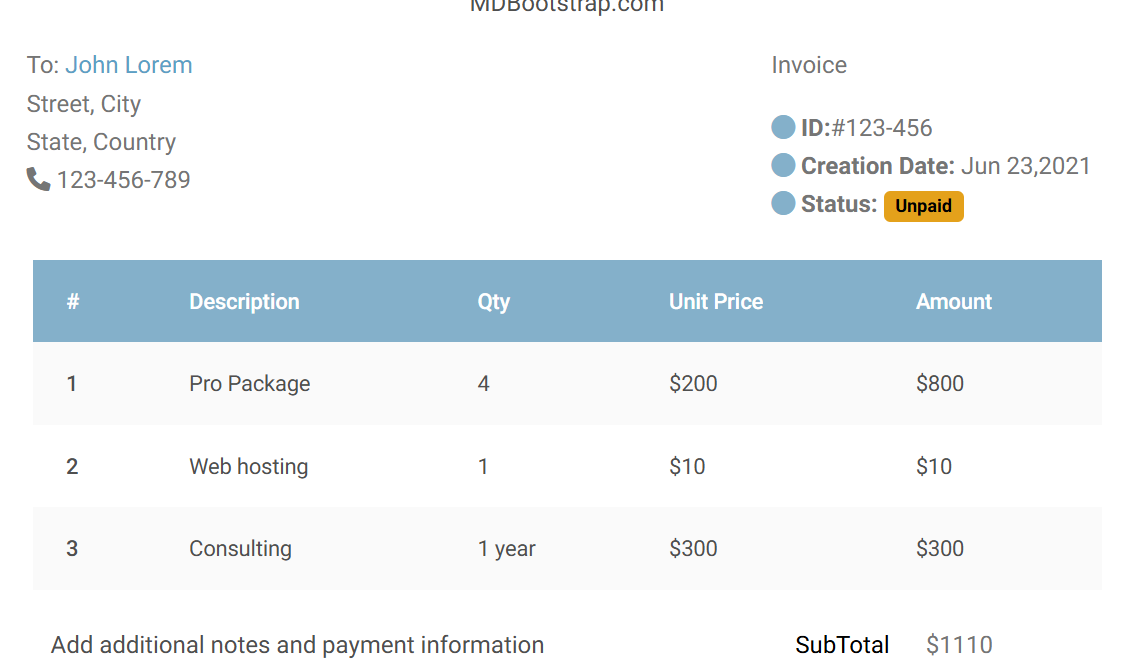 MDBootstrap.com
To: John Lorem
Street, City
State, Country
123-456-789
Invoice
ID:#123-456
Creation Date: Jun 23,2021
Status: Unpaid
# Description Qty Unit Price Amount
1 Pro Package 4 $200 $800
2 Web hosting 1 $10 $10
3 Consulting 1 year $300 $300
Add additional notes and payment information SubTotal $1110